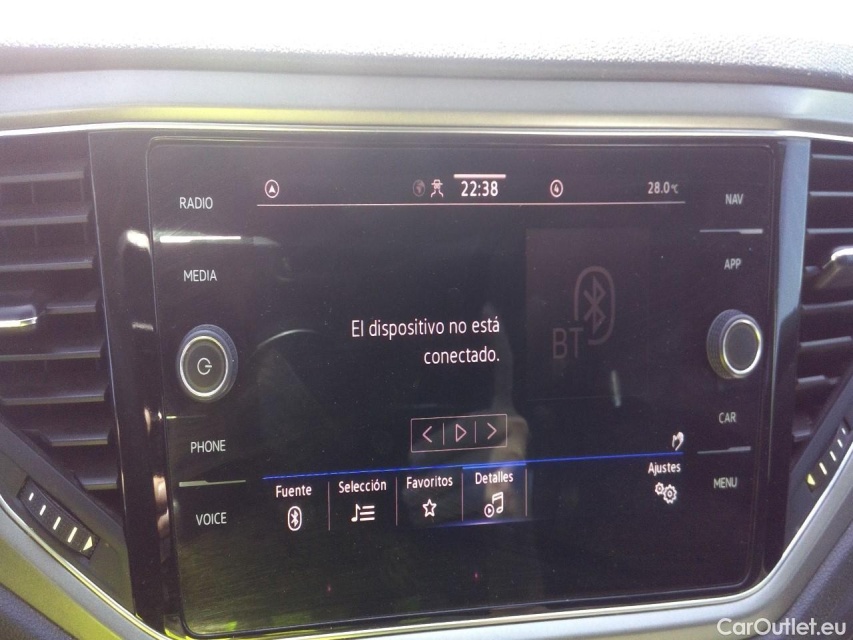 RADIO
22:38
4
28.0°C
NAV
MEDIA
APP
El dispositivo no está
conectado.
BT
PHONE
CAR
Fuente
Selección
Favoritos
Detalles
Ajustes
VOICE
MENU
CarOutlet.eu